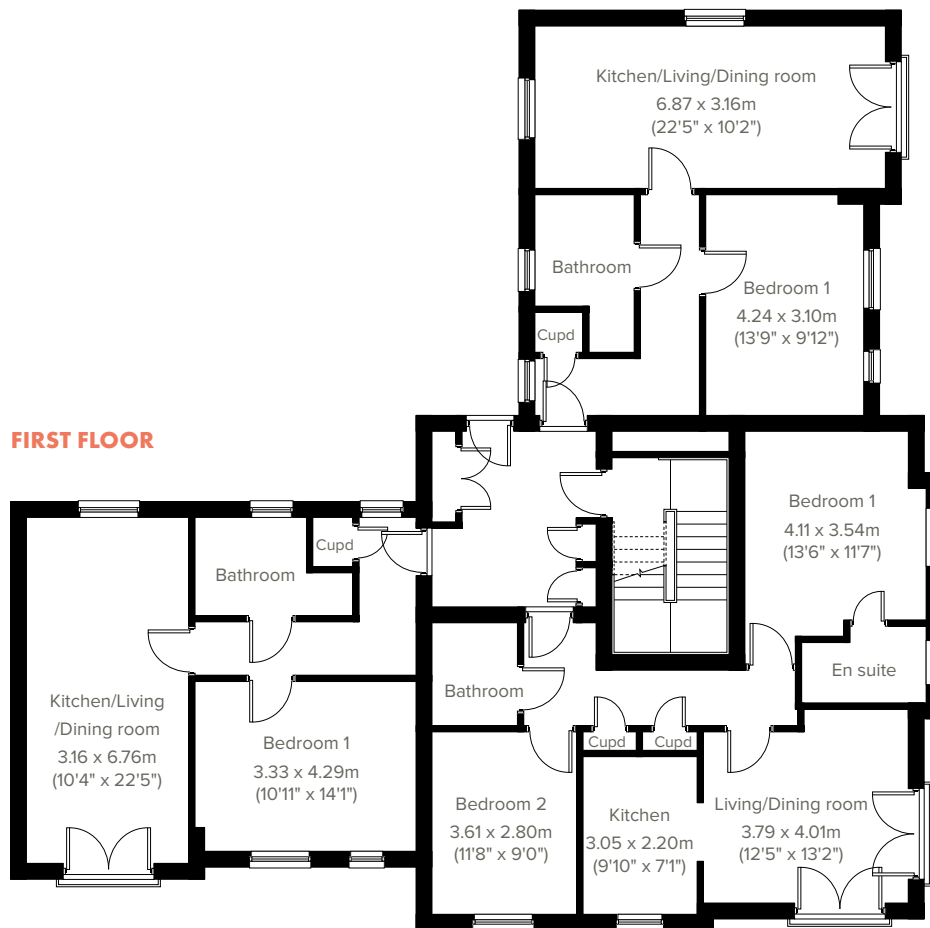 Kitchen/Living/Dining room
6.87 x 3.16m
(22'5" x 10'2")
Bathroom
Bedroom 1
4.24 x 3.10m
(13'9" x 9'12")
Cupd
FIRST FLOOR
Bedroom 1
4.11 x 3.54m
(13'6" x 11'7")
Cupd
Bathroom
En suite
Bathroom
Kitchen/Living
/Dining room
3.16 x 6.76m
(10'4" x 22'5")
Bedroom 1
3.33 x 4.29m
(10'11" x 14'1")
Cupd
Cupd
Bedroom 2
3.61 x 2.80m
(11'8" x 9'0")
Kitchen
3.05 x 2.20m
(9'10" x 7'1")
Living/Dining room
3.79 x 4.01m
(12'5" x 13'2")